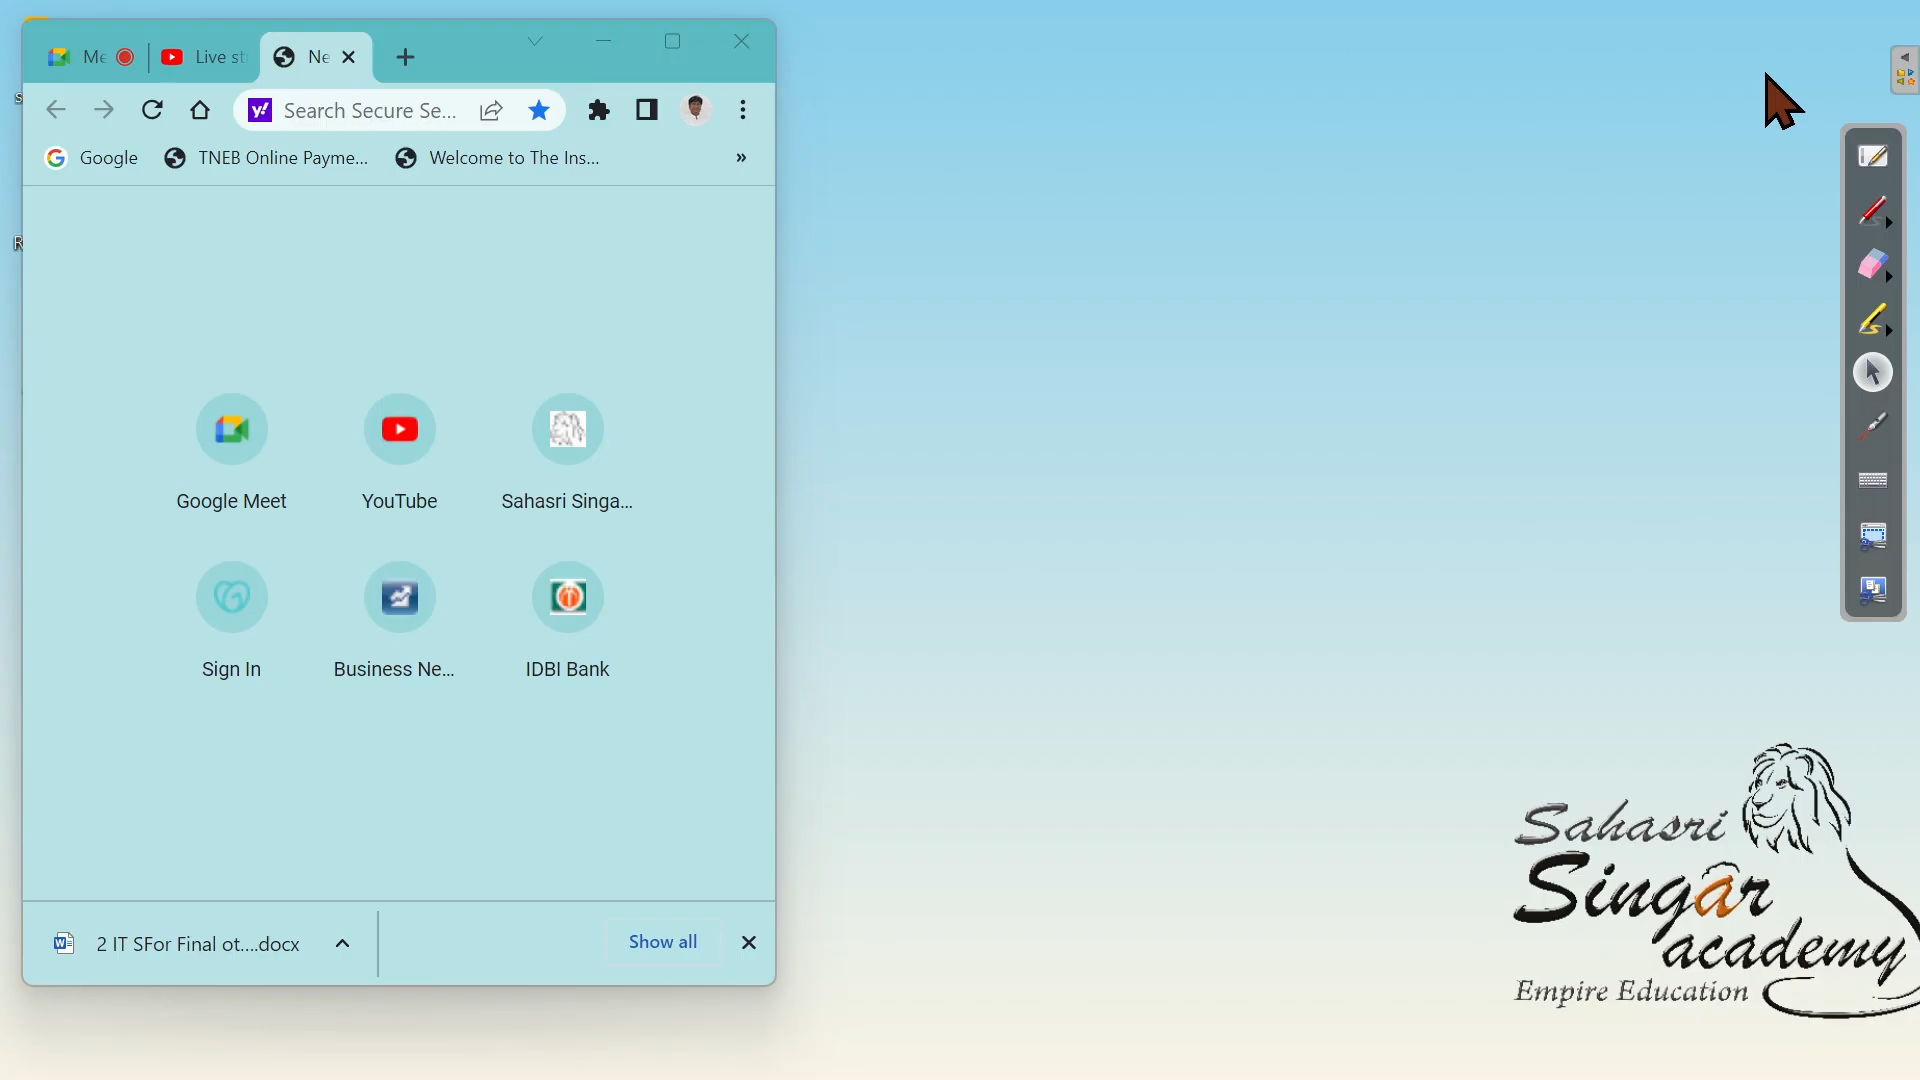 Me
Live st
Ne
Search Secure Se...
Google
TNEB Online Payme...
Welcome to The Ins...
»
Google Meet
YouTube
Sahasri Singa...
Sign In
Business Ne...
IDBI Bank
2 IT SFor Final ot....docx
Show all
Sahasri
Singar
academy
Empire Education
S
R